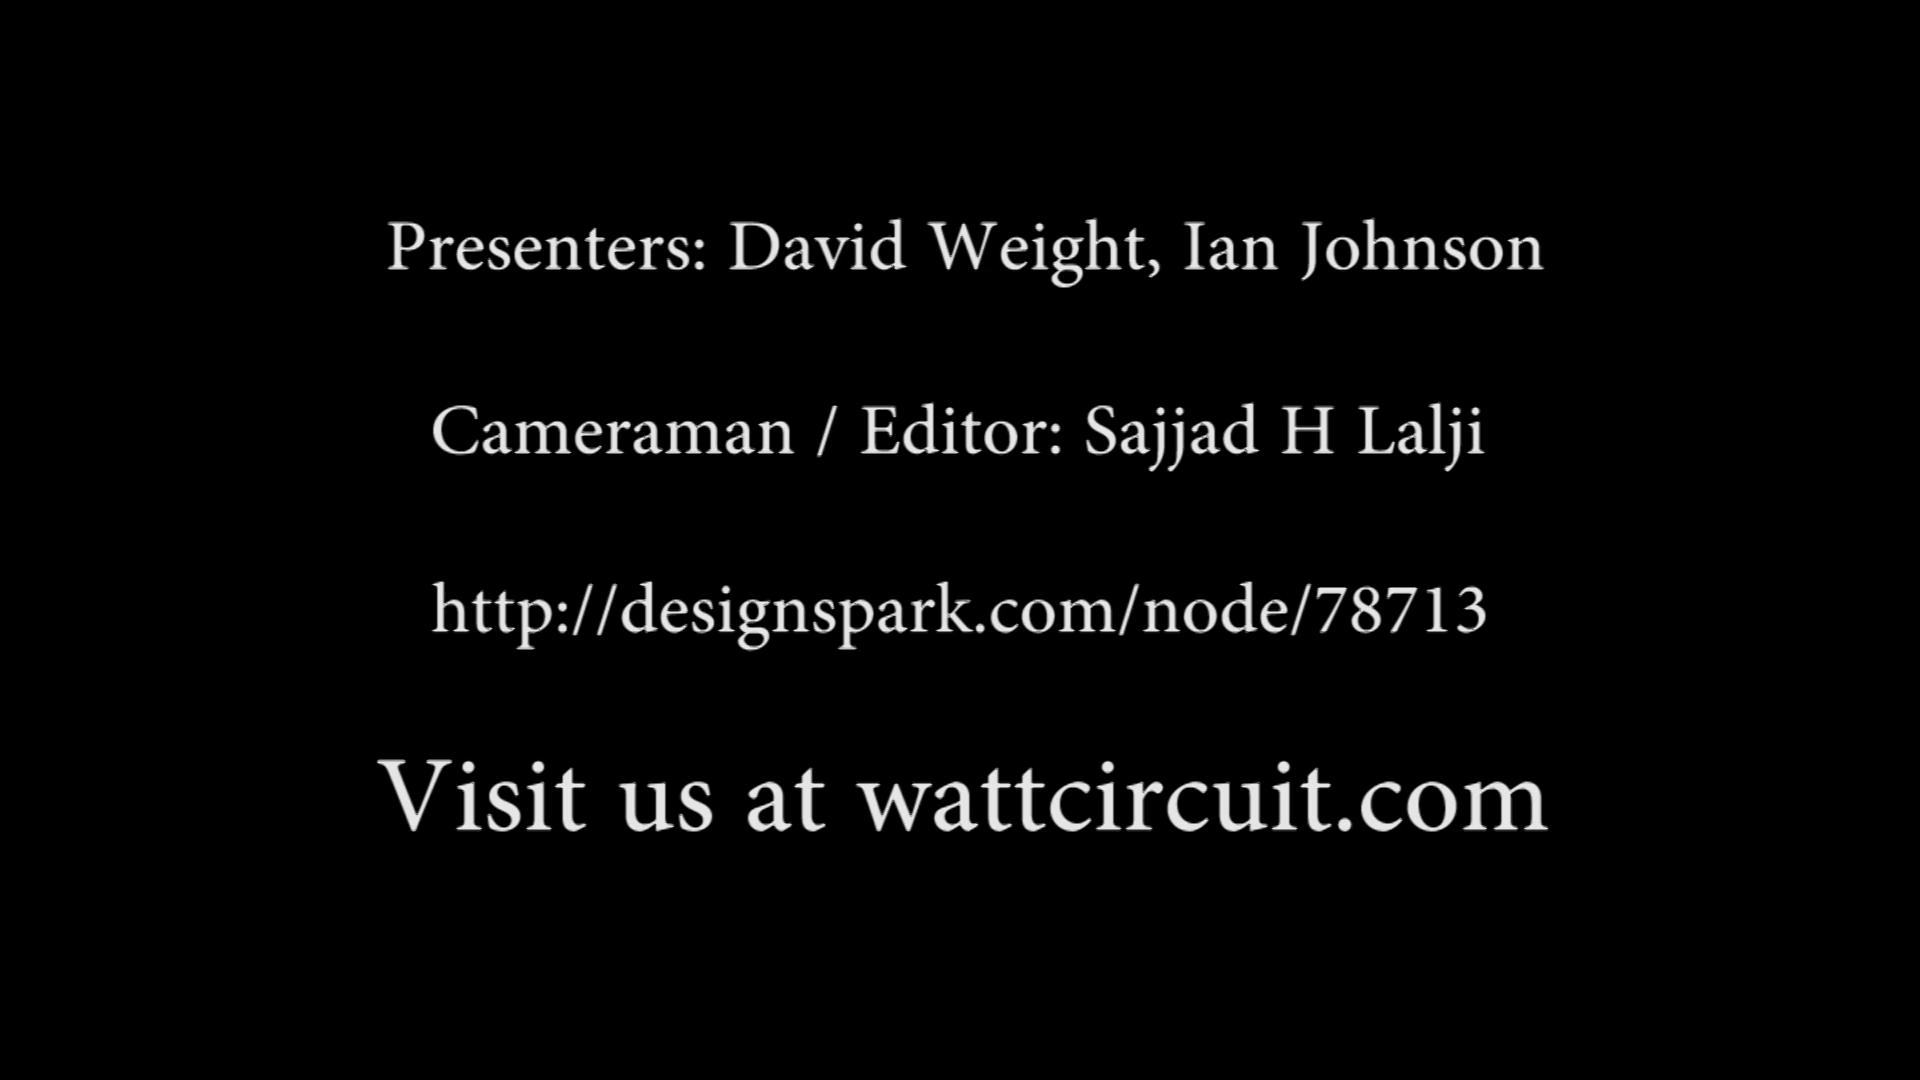 Presenters: David Weight, Ian Johnson
Cameraman / Editor: Sajjad H Lalji
http://designspark.com/node/78713
Visit us at wattcircuit.com